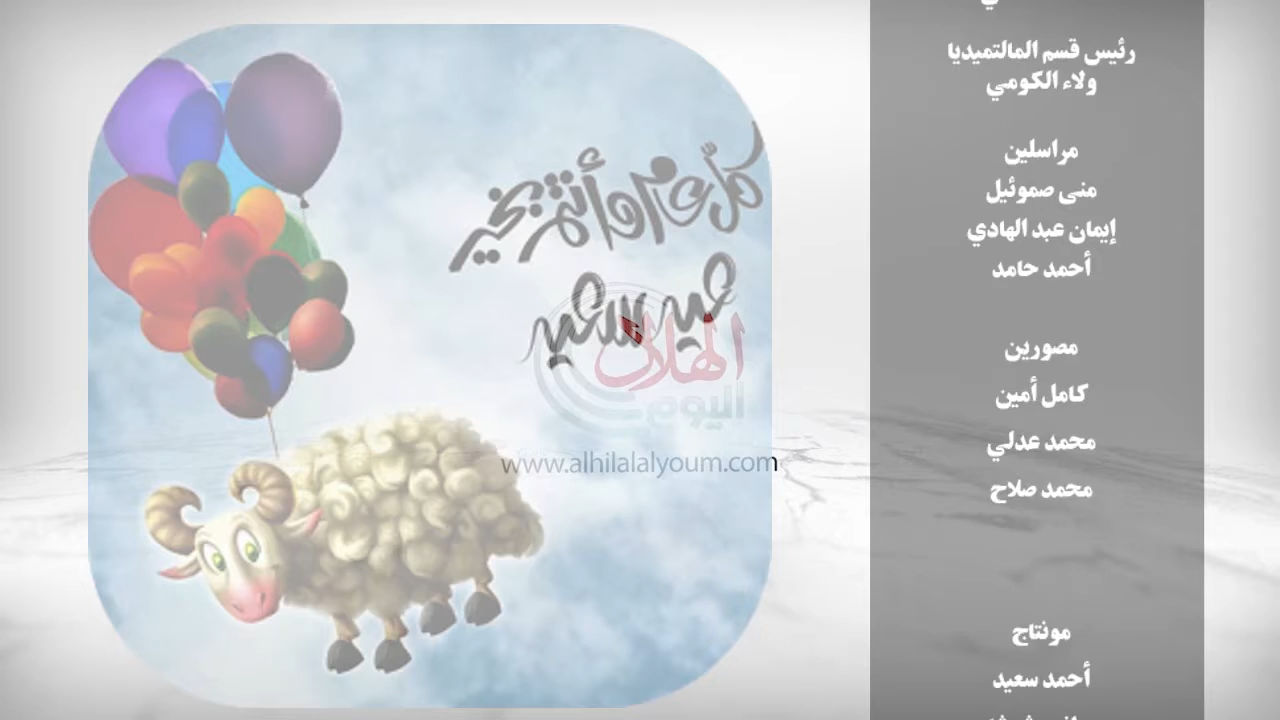 كل عام وأنتم بخير
عيد سعيد
الهلال
اليوم
www.alhilalalyoum.com
رئيس قسم المالتميديا
ولاء الكومي
مراسلين
منى صموئيل
إيمان عبد الهادي
أحمد حامد
مصورين
كامل أمين
محمد عدلي
محمد صلاح
مونتاج
أحمد سعيد